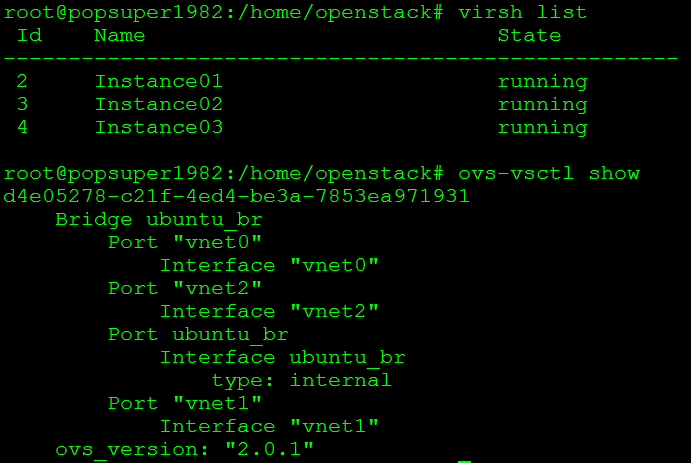 root@popsuper1982:/home/openstack# virsh list
 Id    Name                           State
----------------------------------------------------
 2     Instance01                     running
 3     Instance02                     running
 4     Instance03                     running
root@popsuper1982:/home/openstack# ovs-vsctl show
d4e05278-c21f-4ed4-be3a-7853ea971931
    Bridge ubuntu_br
        Port "vnet0"
            Interface "vnet0"
        Port "vnet2"
            Interface "vnet2"
        Port ubuntu_br
            Interface ubuntu_br
                type: internal
        Port "vnet1"
            Interface "vnet1"
    ovs_version: "2.0.1"